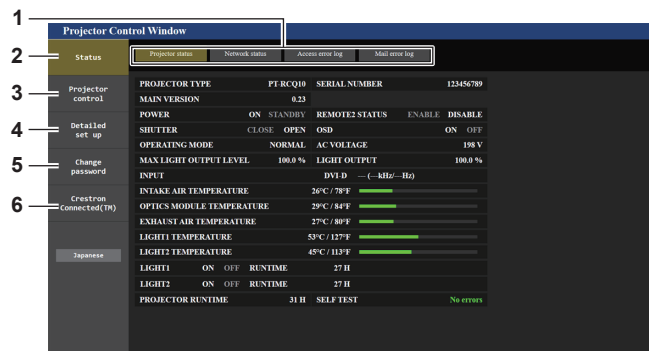 1
Projector Control Window
2
Status
Projector status Network status Access error log Mail error log
3
Projector control
4
Detailed set up
5
Change password
6
Crestron Connected(TM)
Japanese
PROJECTOR TYPE PT-RCQ10 SERIAL NUMBER 123456789
MAIN VERSION 0.23
POWER ON STANDBY REMOTE2 STATUS ENABLE DISABLE
SHUTTER CLOSE OPEN OSD ON OFF
OPERATING MODE NORMAL AC VOLTAGE 198 V
MAX LIGHT OUTPUT LEVEL 100.0 % LIGHT OUTPUT 100.0 %
INPUT DVI-D --- (---kHz/---Hz)
INTAKE AIR TEMPERATURE 26°C / 78°F
OPTICS MODULE TEMPERATURE 29°C / 84°F
EXHAUST AIR TEMPERATURE 27°C / 80°F
LIGHT1 TEMPERATURE 53°C / 127°F
LIGHT2 TEMPERATURE 45°C / 113°F
LIGHT1 ON OFF RUNTIME 27 H
LIGHT2 ON OFF RUNTIME 27 H
PROJECTOR RUNTIME 31 H SELF TEST No errors